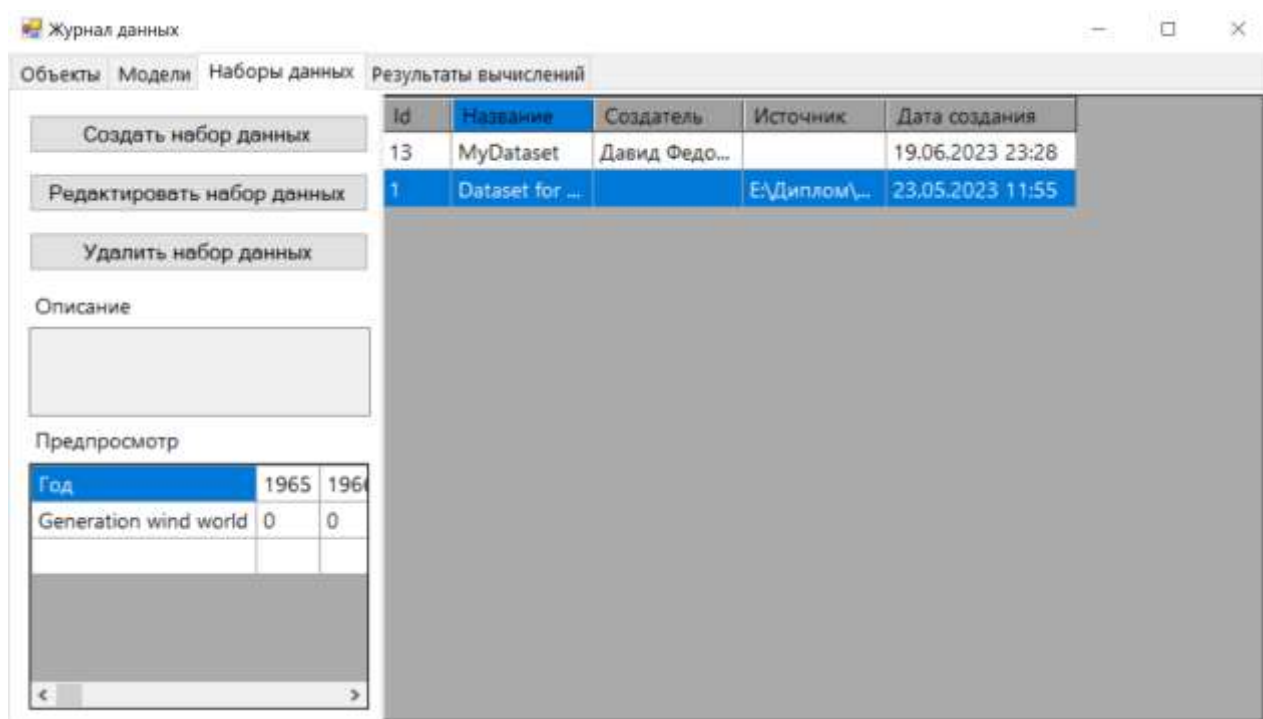 Журнал данных
Объекты Модели Наборы данных Результаты вычислений
Создать набор данных
Редактировать набор данных
Удалить набор данных
Описание
Предпросмотр
Год 1965 196
Generation wind world 0 0
Id Название Создатель Источник Дата создания
13 MyDataset Давид Федо... 19.06.2023 23:28
1 Dataset for ... E:\Диплом\... 23.05.2023 11:55